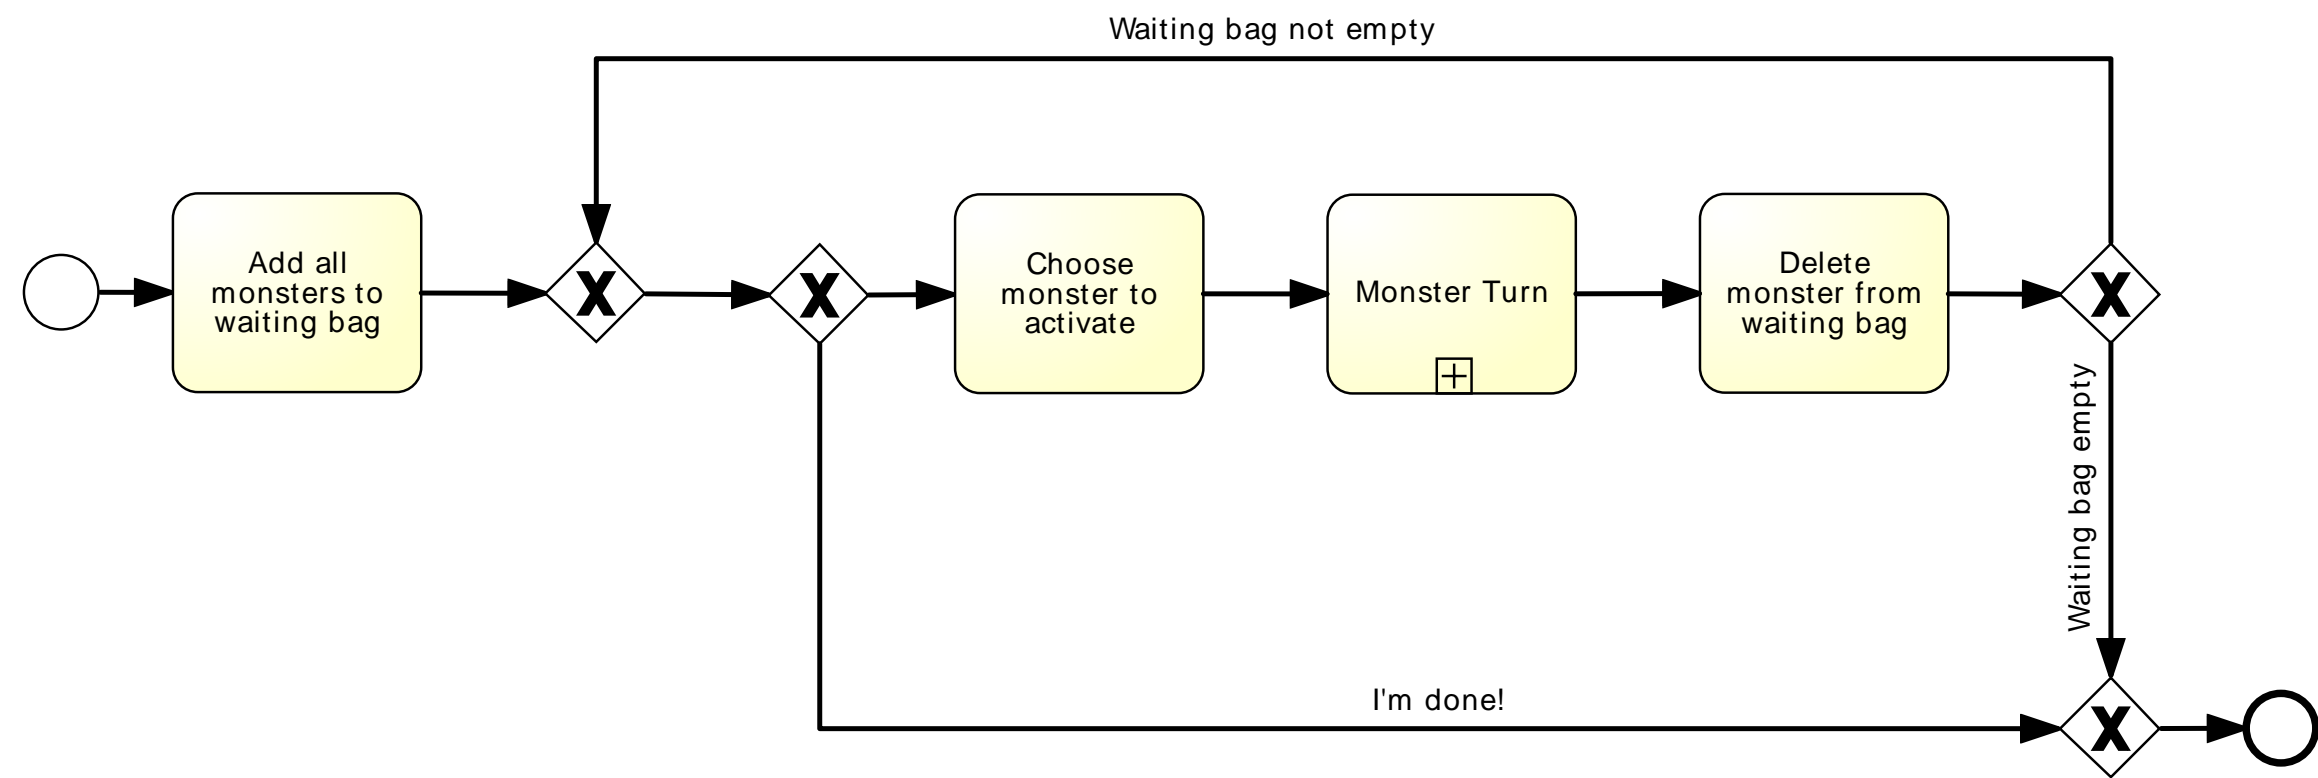 Waiting bag not empty
Add all
monsters to
waiting bag
X
X
Choose
monster to
activate
Monster Turn
Delete
monster from
waiting bag
X
Waiting bag empty
I'm done!
X